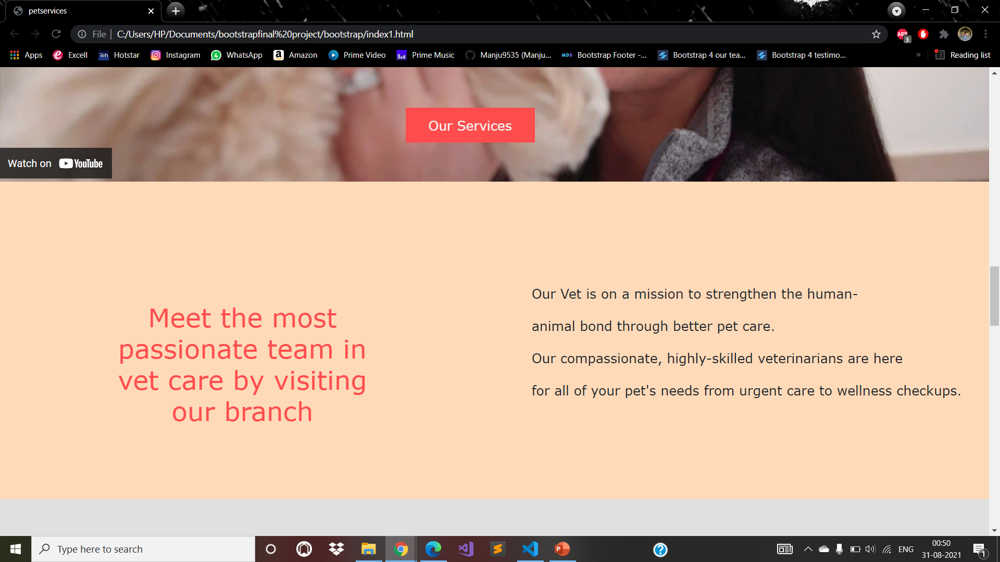 petservices
File | C:/Users/HP/Documents/bootstrapfinal%20project/bootstrap/index1.html
ABP 3
Apps Excell Hotstar Instagram WhatsApp Amazon Prime Video Prime Music Manju9535 (Manju... MDB Bootstrap Footer -... Bootstrap 4 our tea... Bootstrap 4 testimo... » Reading list
Our Services
Watch on YouTube
Meet the most
passionate team in
vet care by visiting
our branch
Our Vet is on a mission to strengthen the human-
animal bond through better pet care.
Our compassionate, highly-skilled veterinarians are here
for all of your pet's needs from urgent care to wellness checkups.
Type here to search
ENG
00:50
31-08-2021
1